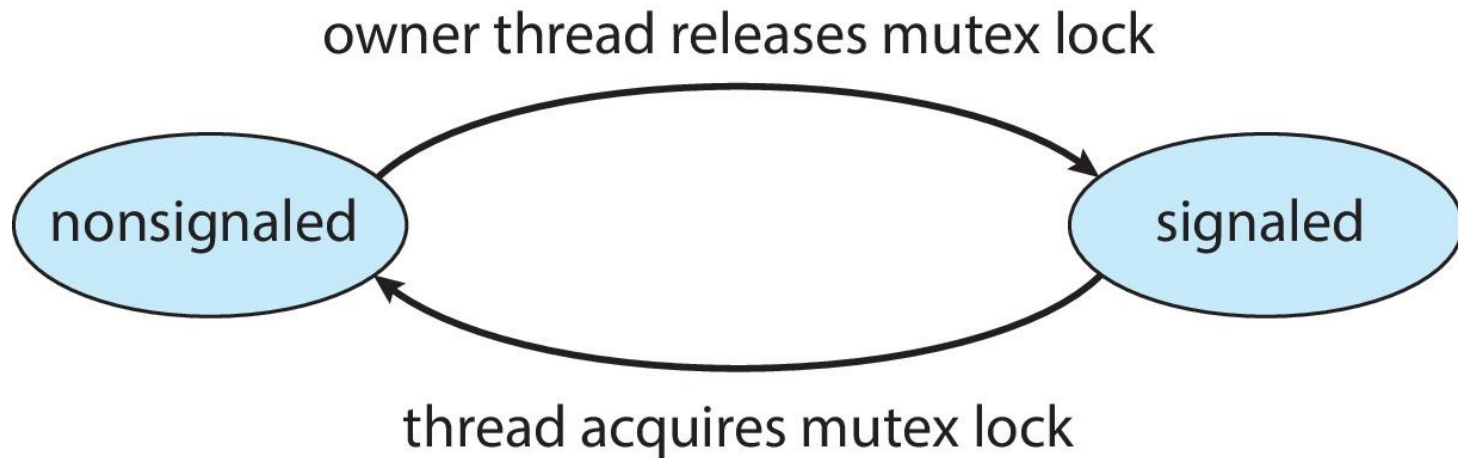 owner thread releases mutex lock
nonsignaled
signaled
thread acquires mutex lock